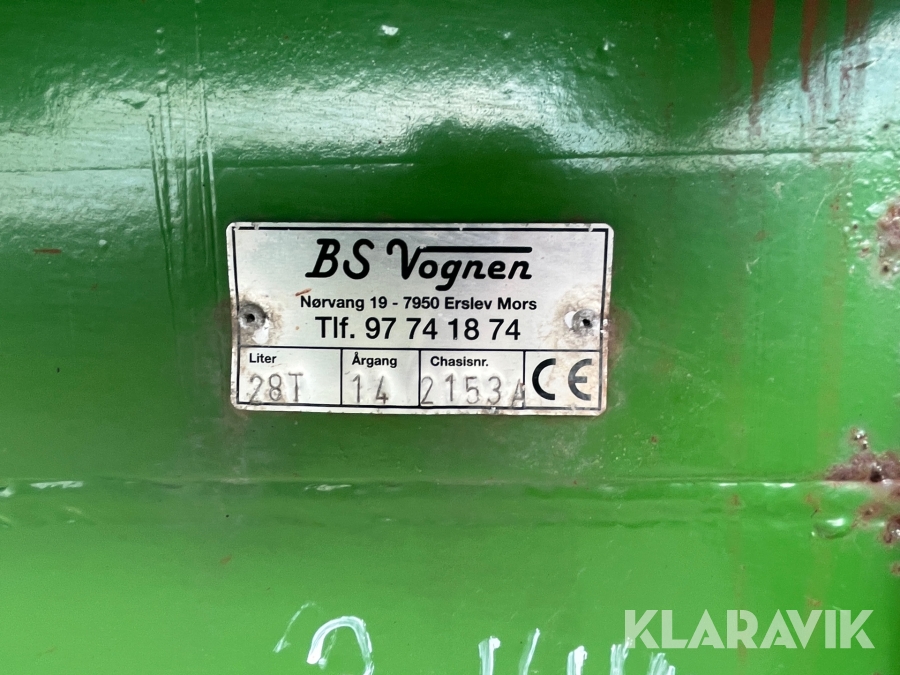 BS Vognen
Nørvang 19 - 7950 Erslev Mors
Tlf. 97 74 18 74
Liter Årgang Chasisnr. CE
28T 14 2153A
KLARAVIK